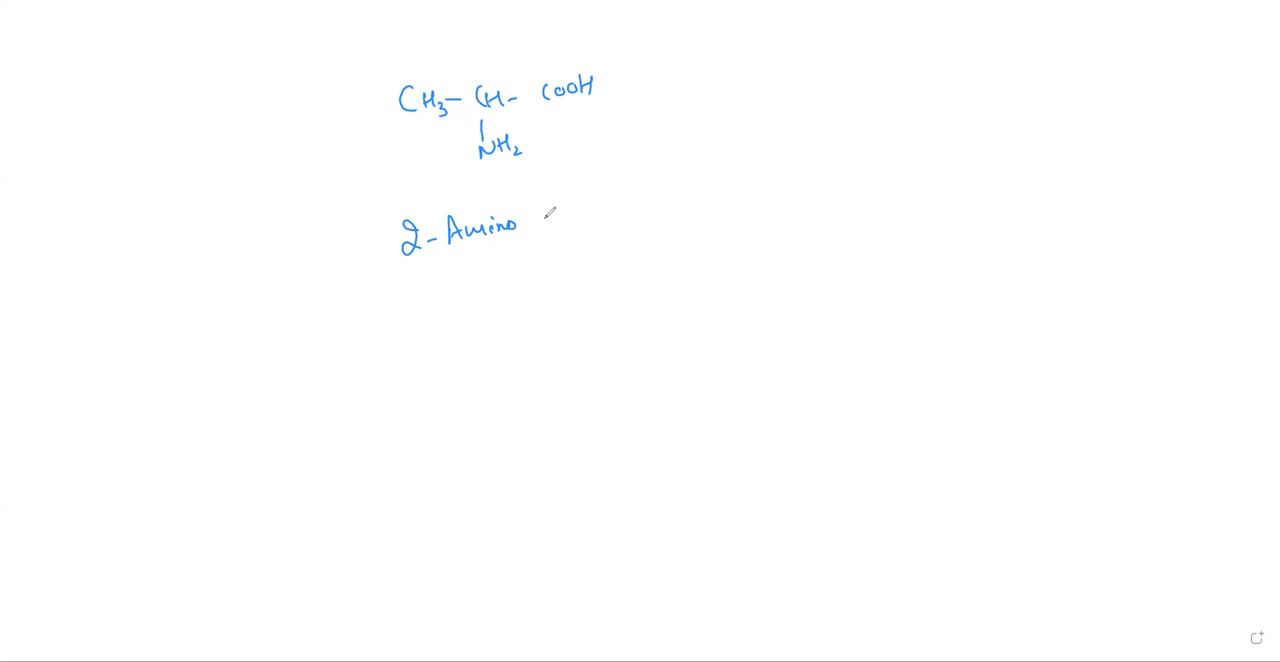 CH₃ – CH – COOH
|
NH₂
2 - Amino